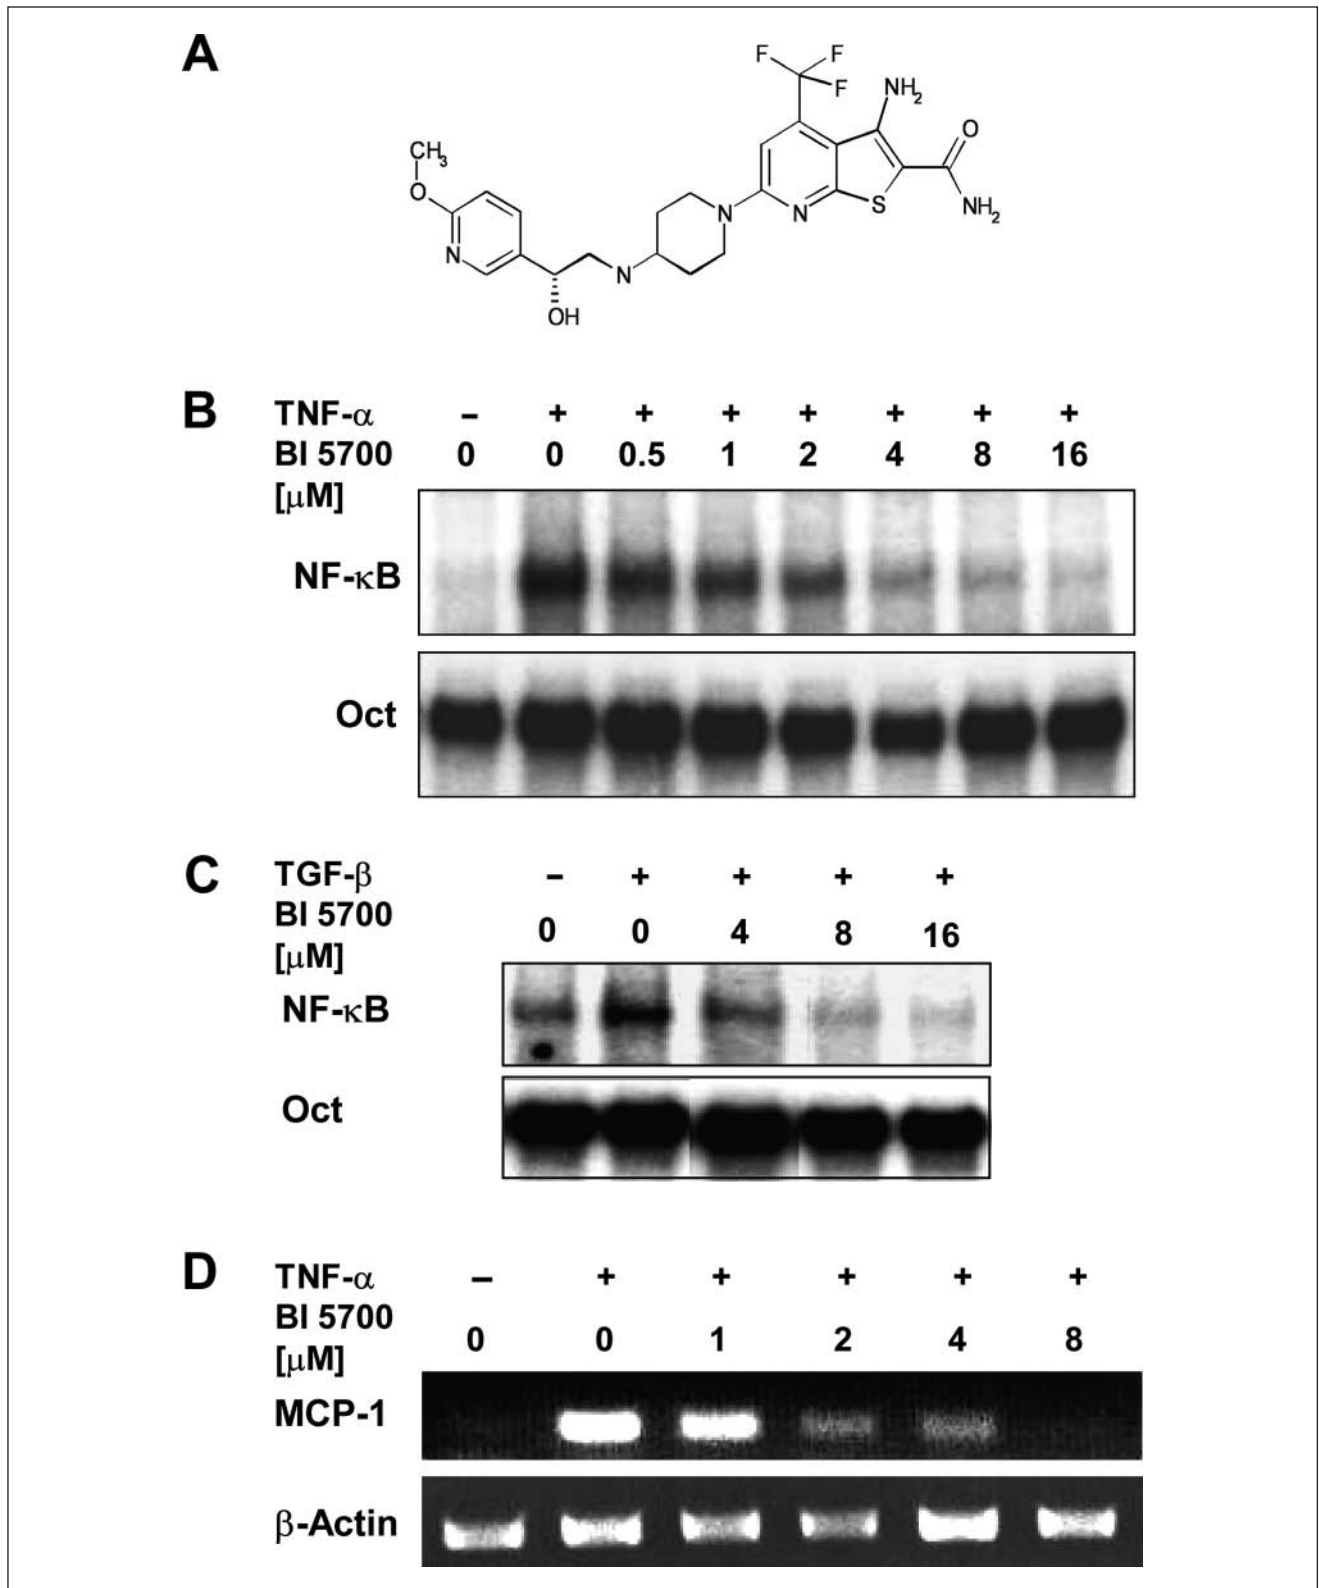 A
F F
F
NH2
O
NH2
S
N
N
CH3
O
N
N
OH
B
TNF-α – + + + + + + +
BI 5700 0 0 0.5 1 2 4 8 16
[μM]
NF-κB
Oct
C
TGF-β – + + + +
BI 5700
0 0 4 8 16
[μM]
NF-κB
Oct
D
TNF-α – + + + + +
BI 5700
0 0 1 2 4 8
[μM]
MCP-1
β-Actin